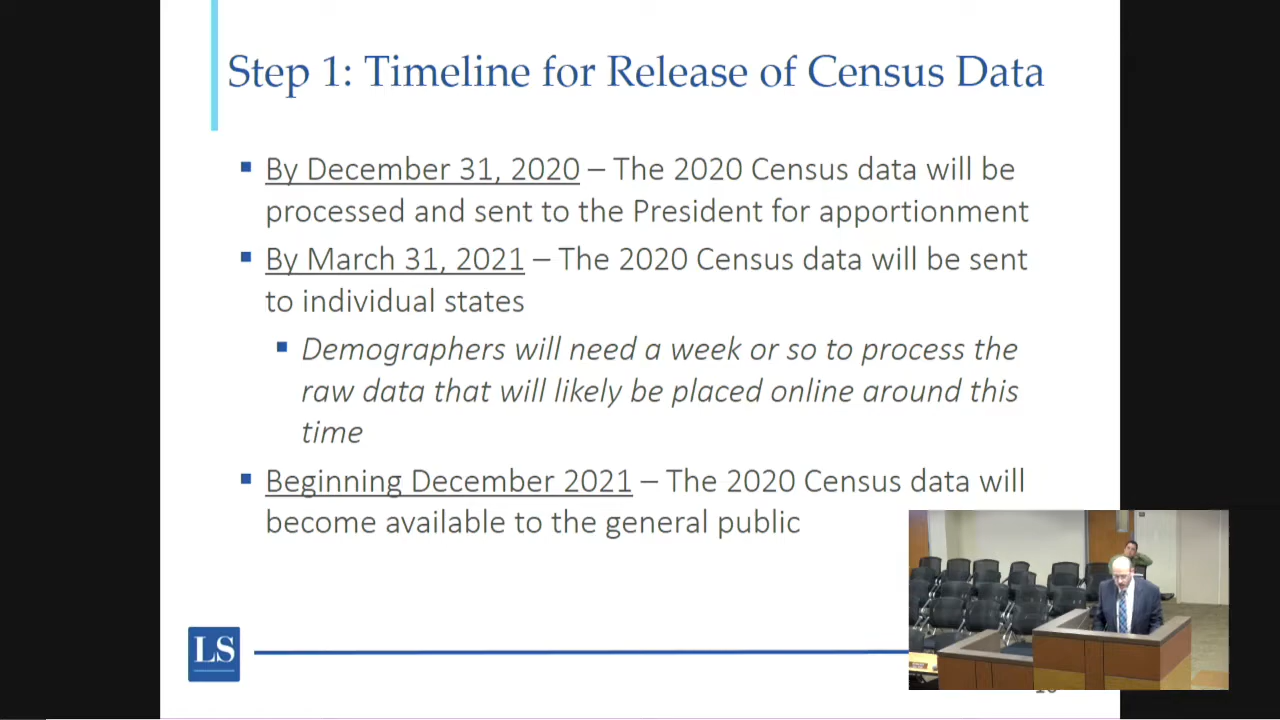 Step 1: Timeline for Release of Census Data
▪ By December 31, 2020 – The 2020 Census data will be
processed and sent to the President for apportionment
▪ By March 31, 2021 – The 2020 Census data will be sent
to individual states
▪ Demographers will need a week or so to process the
raw data that will likely be placed online around this
time
▪ Beginning December 2021 – The 2020 Census data will
become available to the general public
LS